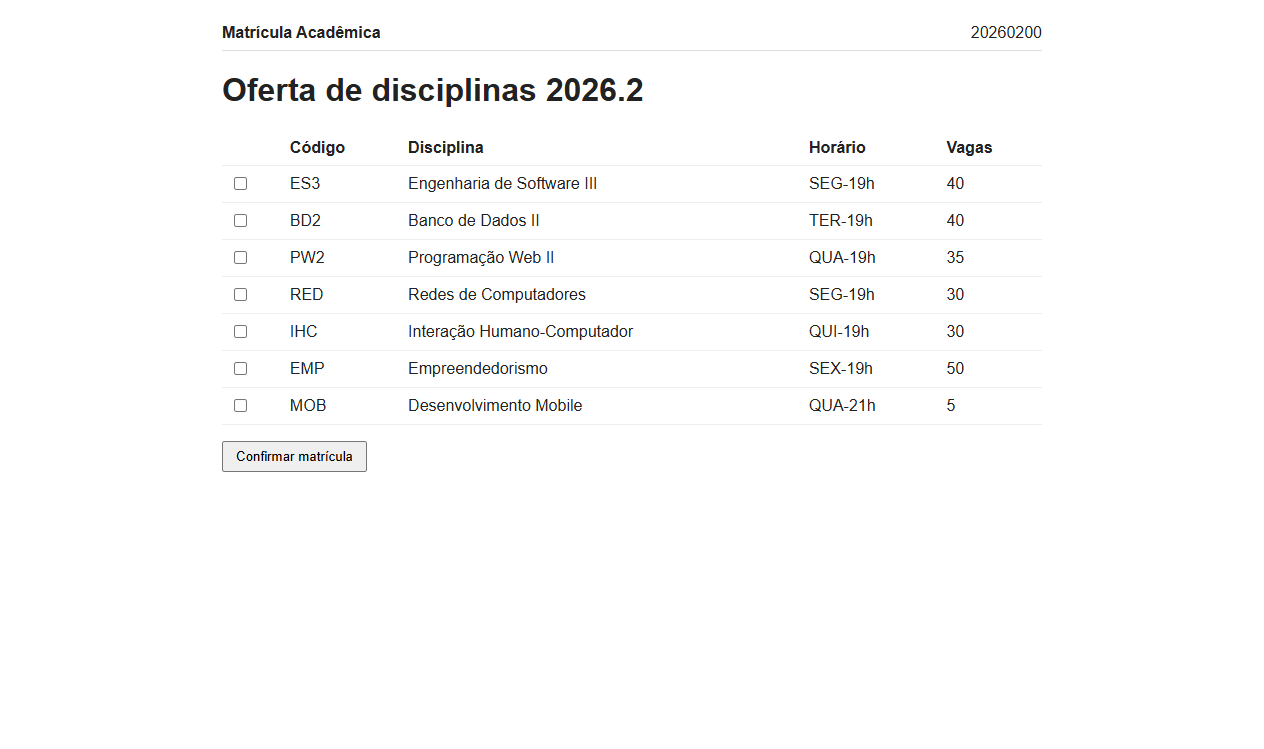 Matrícula Acadêmica 20260200
Oferta de disciplinas 2026.2
Código Disciplina Horário Vagas
ES3 Engenharia de Software III SEG-19h 40
BD2 Banco de Dados II TER-19h 40
PW2 Programação Web II QUA-19h 35
RED Redes de Computadores SEG-19h 30
IHC Interação Humano-Computador QUI-19h 30
EMP Empreendedorismo SEX-19h 50
MOB Desenvolvimento Mobile QUA-21h 5
Confirmar matrícula